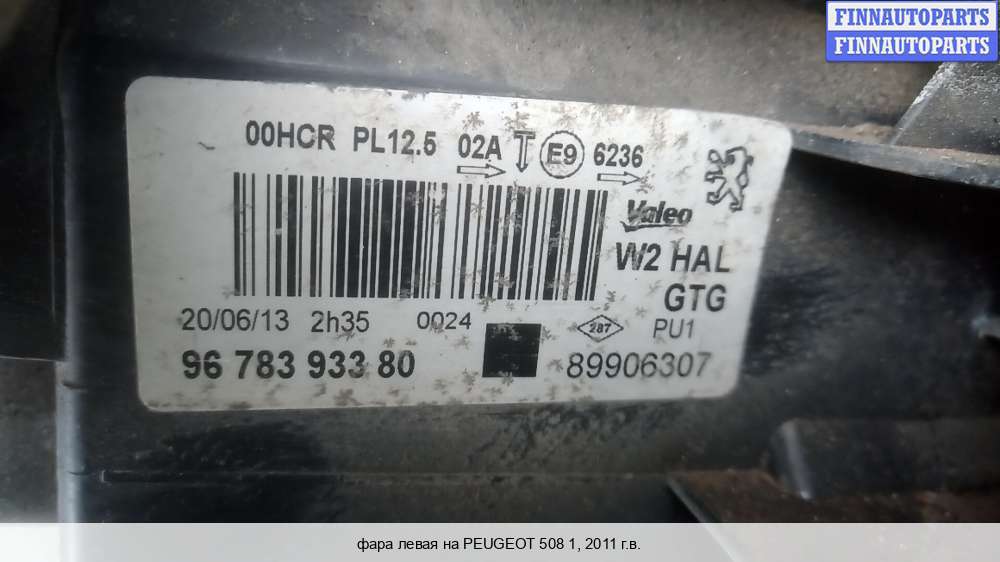 FINNAUTOPARTS
FINNAUTOPARTS
00HCR PL12.5 02A E9 6236
Valeo
W2 HAL
GTG
20/06/13 2h35 0024 287 PU1
96 783 933 80 89906307
фара левая на PEUGEOT 508 1, 2011 г.в.